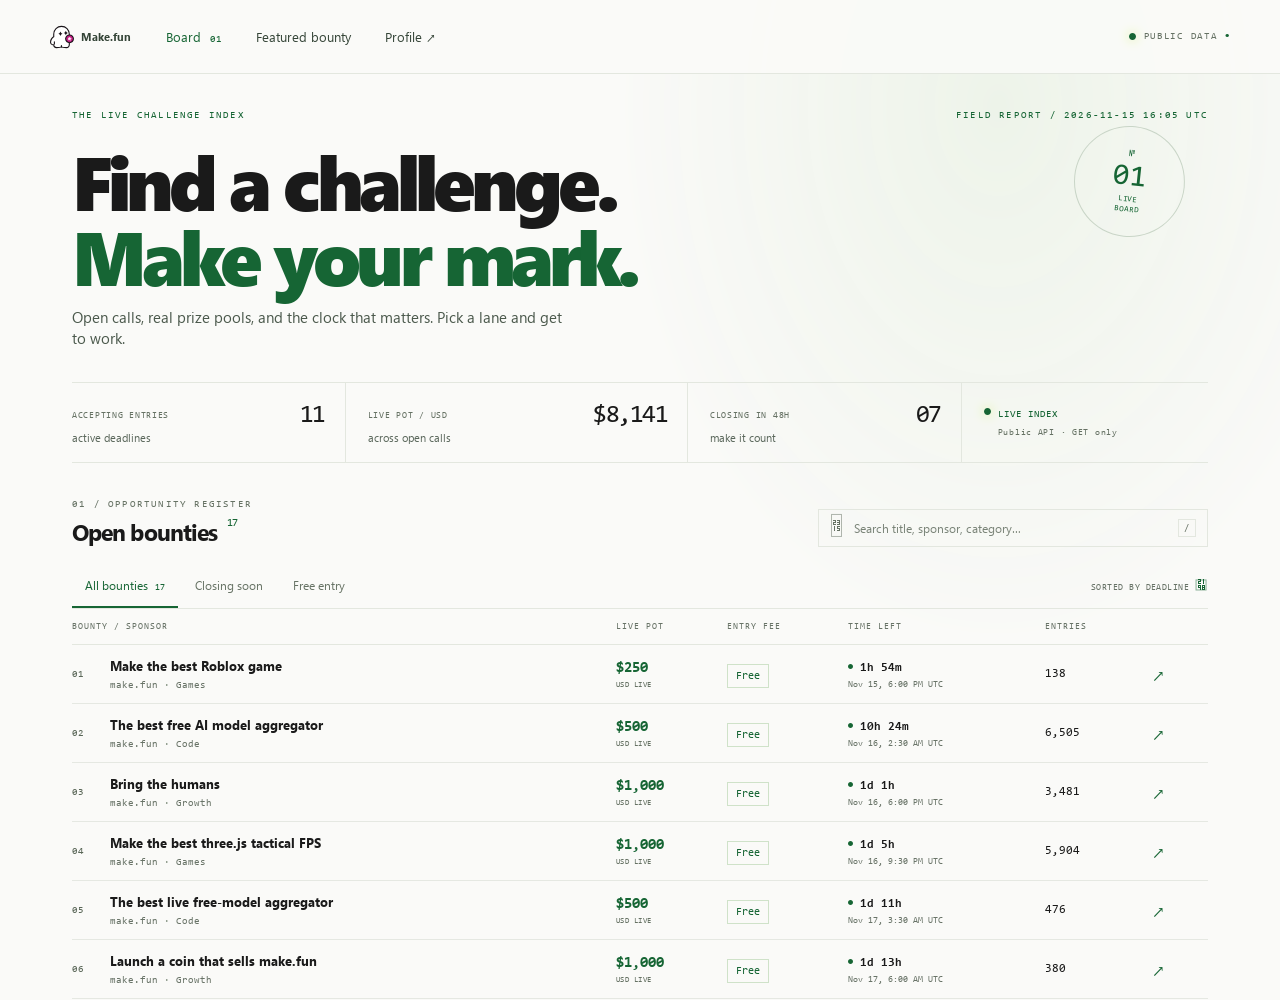 Make.fun
Board 01
Featured bounty
Profile ↗
PUBLIC DATA •
THE LIVE CHALLENGE INDEX
FIELD REPORT / 2026-11-15 16:05 UTC
Find a challenge.
Make your mark.
№
01
LIVE
BOARD
Open calls, real prize pools, and the clock that matters. Pick a lane and get
to work.
ACCEPTING ENTRIES
11
active deadlines
LIVE POT / USD
$8,141
across open calls
CLOSING IN 48H
07
make it count
LIVE INDEX
Public API · GET only
01 / OPPORTUNITY REGISTER
Open bounties 17
Search title, sponsor, category...
/
All bounties 17
Closing soon
Free entry
SORTED BY DEADLINE
BOUNTY / SPONSOR
LIVE POT
ENTRY FEE
TIME LEFT
ENTRIES
01
Make the best Roblox game
make.fun · Games
$250
USD LIVE
Free
1h 54m
Nov 15, 6:00 PM UTC
138
↗
02
The best free AI model aggregator
make.fun · Code
$500
USD LIVE
Free
10h 24m
Nov 16, 2:30 AM UTC
6,505
↗
03
Bring the humans
make.fun · Growth
$1,000
USD LIVE
Free
1d 1h
Nov 16, 6:00 PM UTC
3,481
↗
04
Make the best three.js tactical FPS
make.fun · Games
$1,000
USD LIVE
Free
1d 5h
Nov 16, 9:30 PM UTC
5,904
↗
05
The best live free-model aggregator
make.fun · Code
$500
USD LIVE
Free
1d 11h
Nov 17, 3:30 AM UTC
476
↗
06
Launch a coin that sells make.fun
make.fun · Growth
$1,000
USD LIVE
Free
1d 13h
Nov 17, 6:00 AM UTC
380
↗